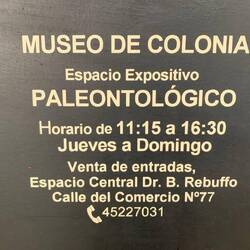 MUSEO DE COLONIA
Espacio Expositivo
PALEONTOLÓGICO
Horario de 11:15 a 16:30
Jueves a Domingo
Venta de entradas,
Espacio Central Dr. B. Rebuffo
Calle del Comercio Nº77
45227031